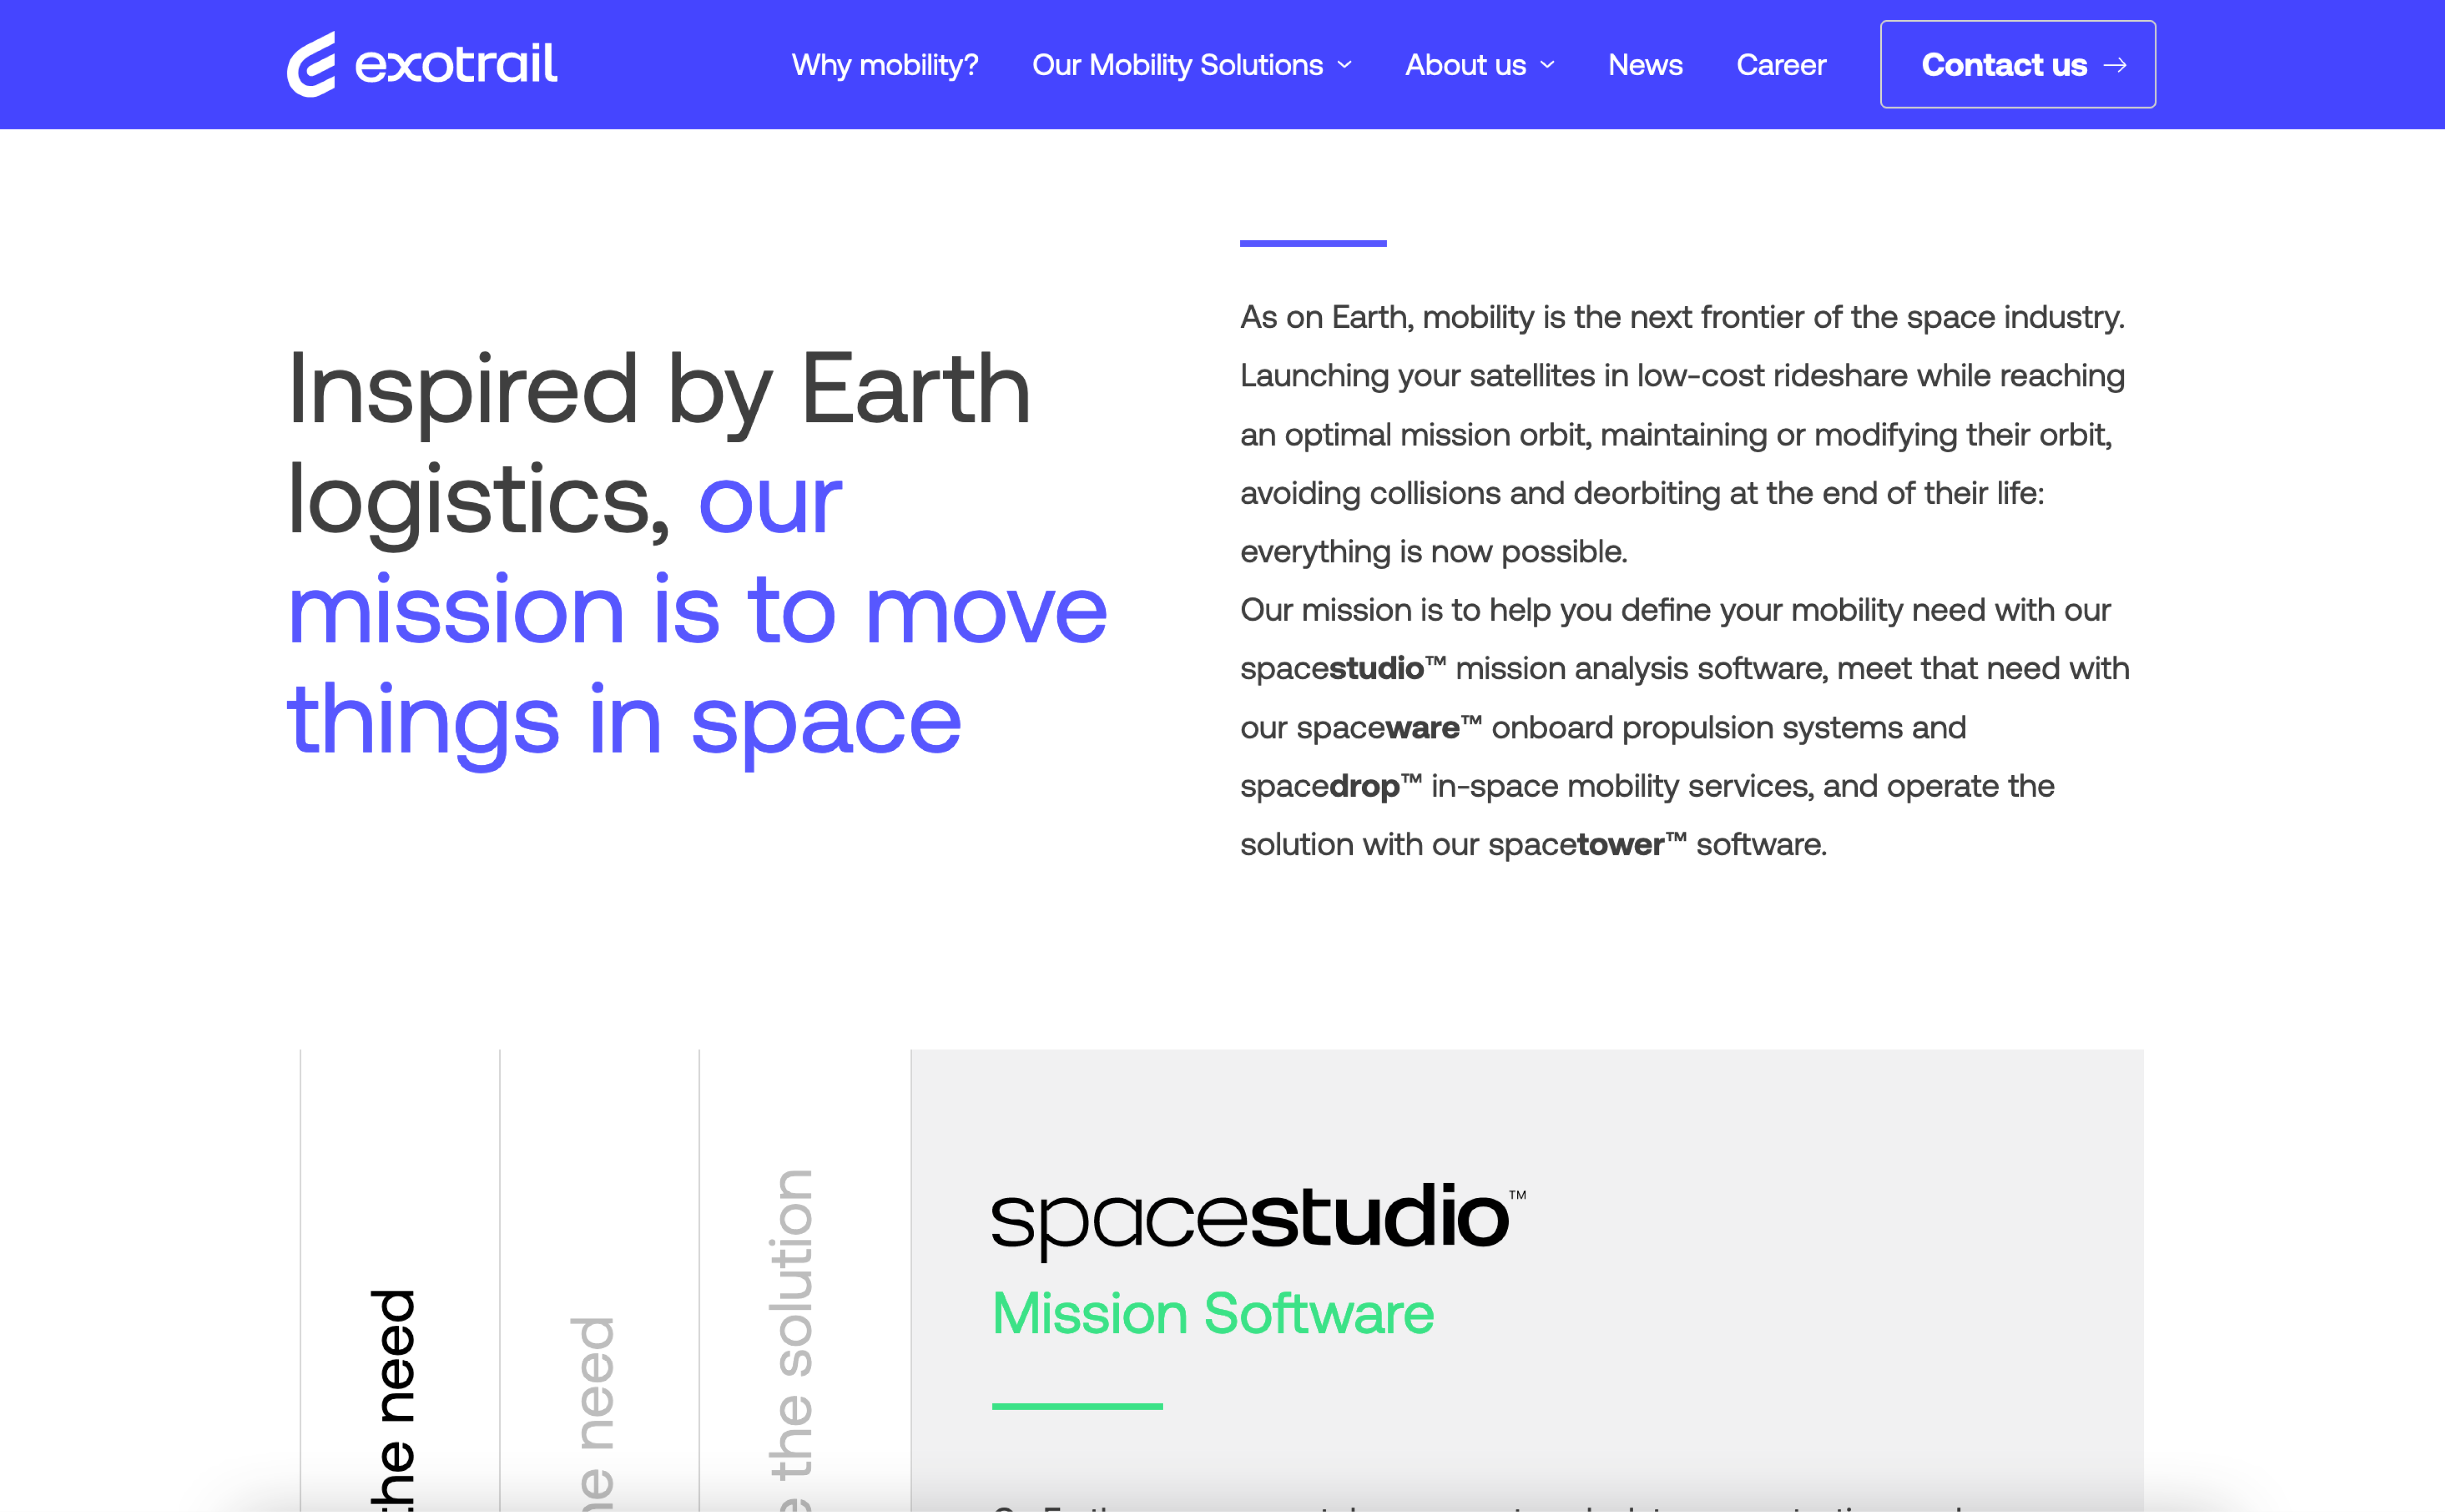 exotrail
Why mobility?
Our Mobility Solutions
About us
News
Career
Contact us →
Inspired by Earth
logistics, our
mission is to move
things in space
As on Earth, mobility is the next frontier of the space industry.
Launching your satellites in low-cost rideshare while reaching
an optimal mission orbit, maintaining or modifying their orbit,
avoiding collisions and deorbiting at the end of their life:
everything is now possible.
Our mission is to help you define your mobility need with our
spacestudio™ mission analysis software, meet that need with
our spaceware™ onboard propulsion systems and
spacedrop™ in-space mobility services, and operate the
solution with our spacetower™ software.
the need
need
the solution
spacestudio™
Mission Software